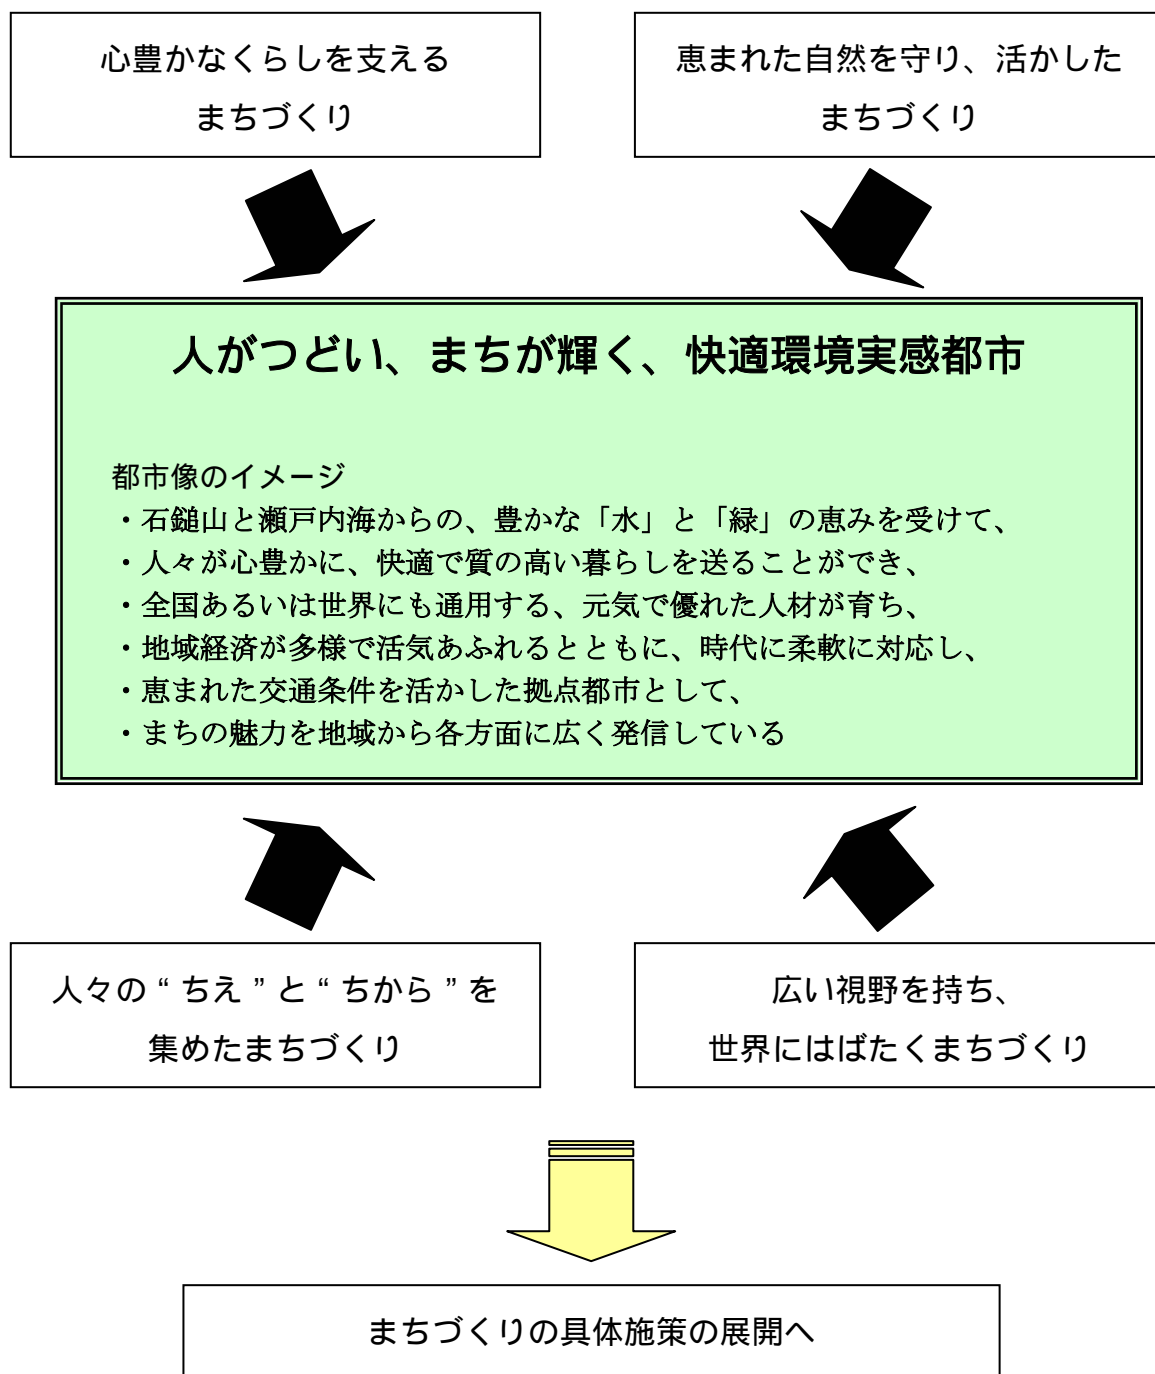 心豊かなくらしを支える
まちづくり
恵まれた自然を守り、活かした
まちづくり
人がつどい、まちが輝く、快適環境実感都市
都市像のイメージ
・石鎚山と瀬戸内海からの、豊かな「水」と「緑」の恵みを受けて、
・人々が心豊かに、快適で質の高い暮らしを送ることができ、
・全国あるいは世界にも通用する、元気で優れた人材が育ち、
・地域経済が多様で活気あふれるとともに、時代に柔軟に対応し、
・恵まれた交通条件を活かした拠点都市として、
・まちの魅力を地域から各方面に広く発信している
人々の“ちえ”と“ちから”を
集めたまちづくり
広い視野を持ち、
世界にはばたくまちづくり
まちづくりの具体施策の展開へ